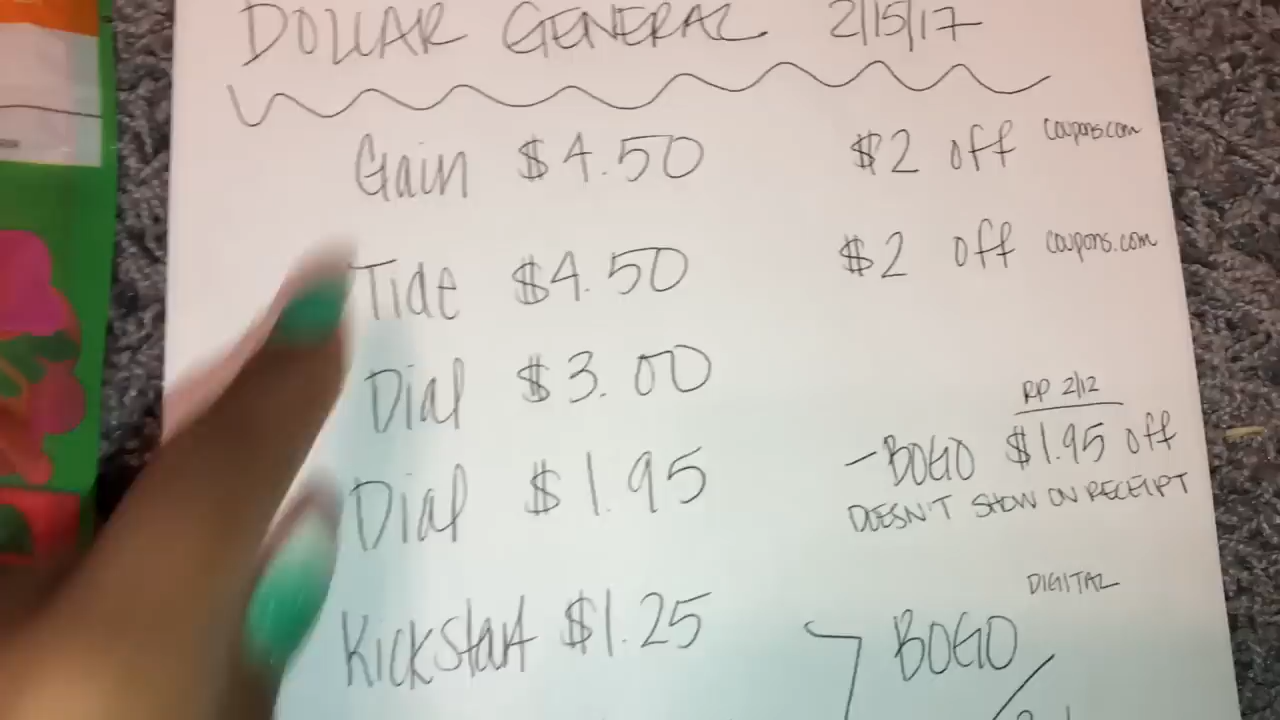 DOLLAR GENERAL 2/15/17
Gain $4.50 $2 off coupons.com
Tide $4.50 $2 off coupons.com
Dial $3.00
RP 2/12
Dial $1.95 -BOGO $1.95 off
DOESN'T SHOW ON RECEIPT
DIGITAL
Kickstart $1.25 BOGO